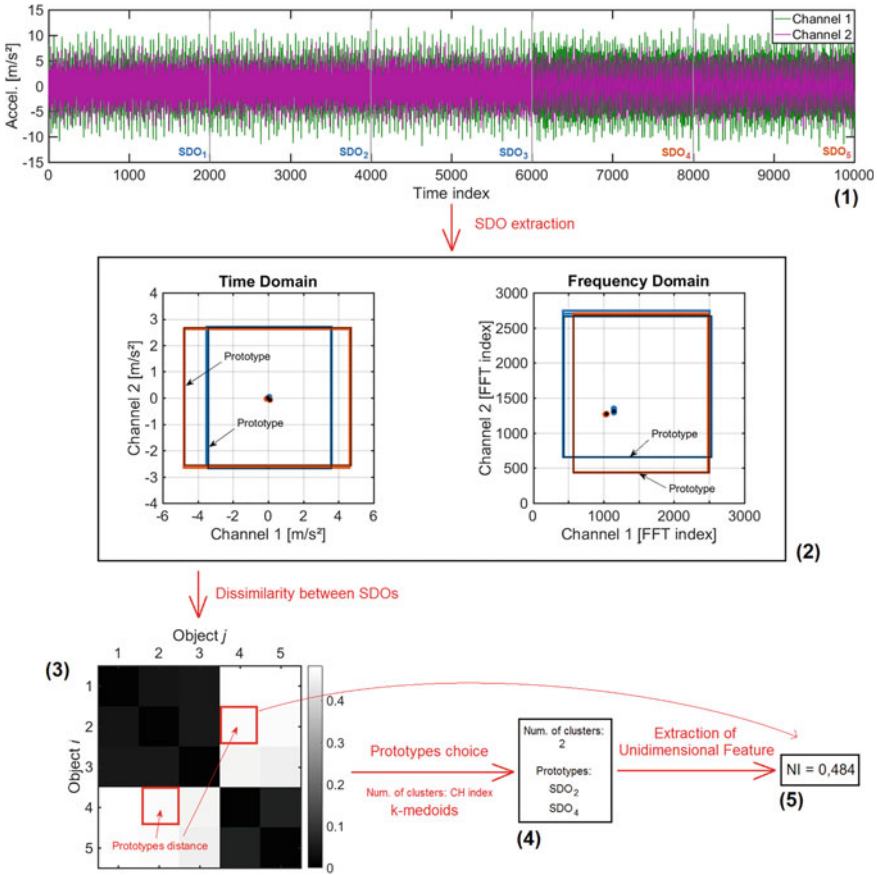 15
10
5
0
-5
-10
-15
Accel. [m/s²]
Channel 1
Channel 2
SDO1
SDO2
SDO3
SDO4
SDO5
0 1000 2000 3000 4000 5000 6000 7000 8000 9000 10000
Time index
(1)
SDO extraction
Time Domain
4
3
2
1
0
-1
-2
-3
-4
Channel 2 [m/s²]
Prototype
Prototype
-6 -4 -2 0 2 4 6
Channel 1 [m/s²]
Frequency Domain
3000
2500
2000
1500
1000
500
0
Channel 2 [FFT index]
Prototype
Prototype
0 1000 2000 3000
Channel 1 [FFT index]
(2)
Dissimilarity between SDOs
(3)
Object j
1 2 3 4 5
1
2
3
4
5
Object i
Prototypes distance
0.4
0.3
0.2
0.1
0
Prototypes choice
Num. of clusters: CH index
k-medoids
Num. of clusters:
2
Prototypes:
SDO2
SDO4
(4)
Extraction of
Unidimensional Feature
NI = 0,484
(5)